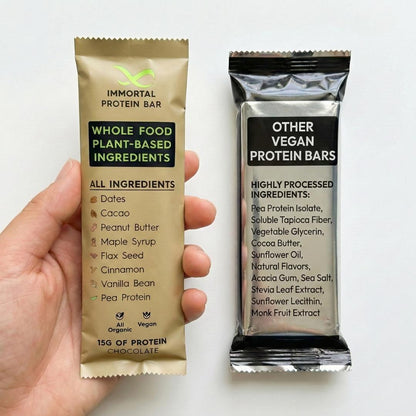 IMMORTAL
PROTEIN BAR
WHOLE FOOD
PLANT-BASED
INGREDIENTS
ALL INGREDIENTS
Dates
Cacao
Peanut Butter
Maple Syrup
Flax Seed
Cinnamon
Vanilla Bean
Pea Protein
All
Organic
Vegan
15G OF PROTEIN
CHOCOLATE
OTHER
VEGAN
PROTEIN BARS
HIGHLY PROCESSED
INGREDIENTS:
Pea Protein Isolate,
Soluble Tapioca Fiber,
Vegetable Glycerin,
Cocoa Butter,
Sunflower Oil,
Natural Flavors,
Acacia Gum, Sea Salt,
Stevia Leaf Extract,
Sunflower Lecithin,
Monk Fruit Extract